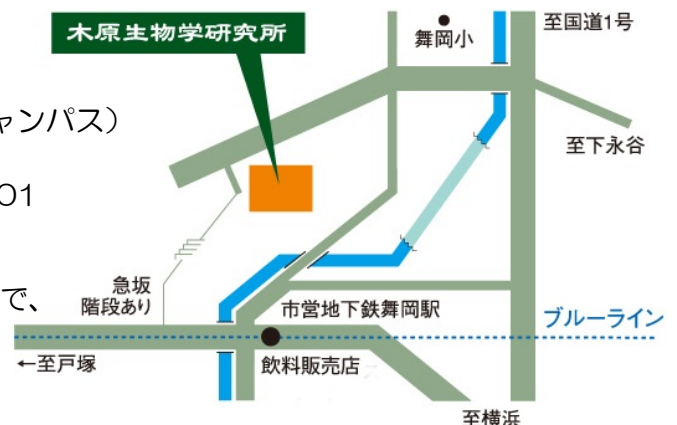 木原生物学研究所
舞岡小
至国道1号
ャンパス）
至下永谷
01
急坂
階段あり
で、
市営地下鉄舞岡駅
ブルーライン
←至戸塚
飲料販売店
至横浜